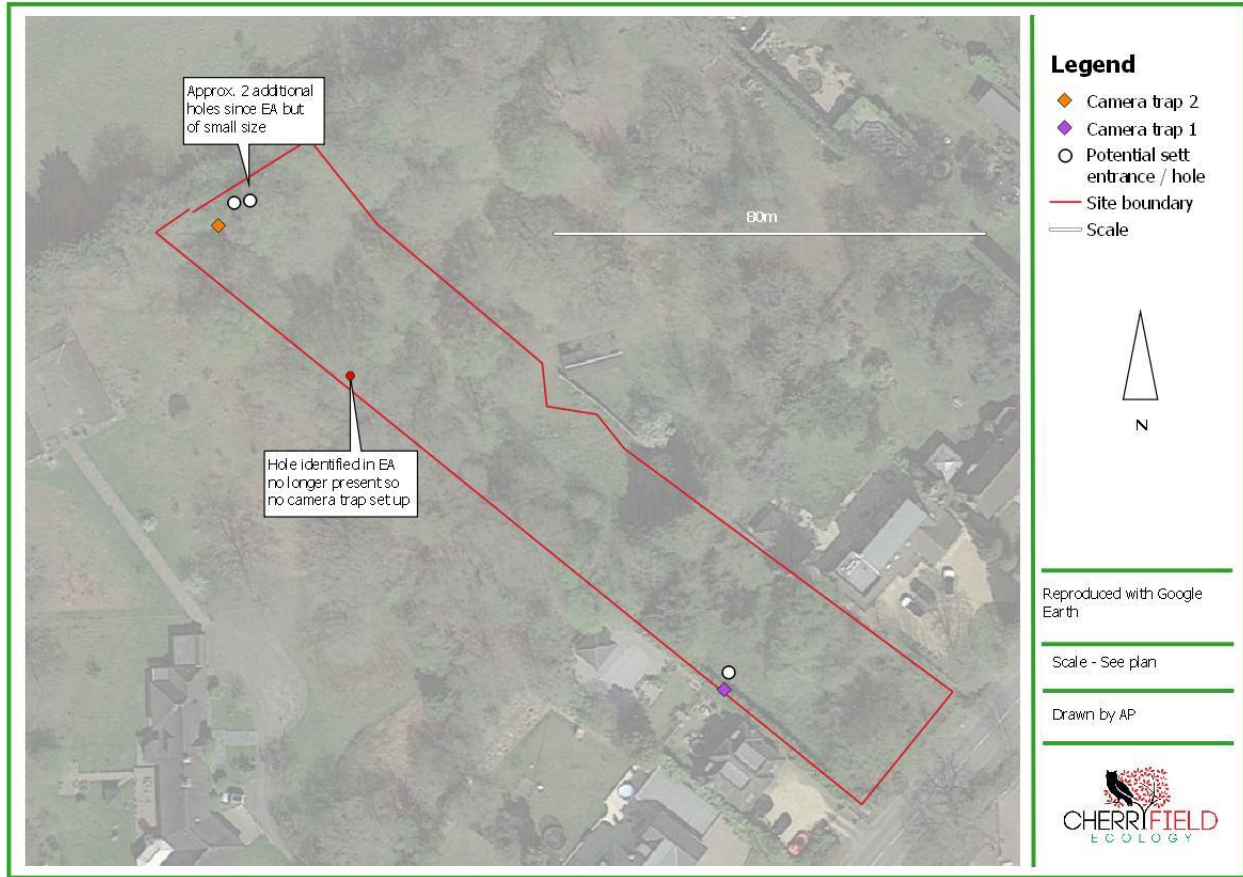 Approx. 2 additional
holes since EA but
of small size
80m
Hole identified in EA
no longer present so
no camera trap set up
Legend
Camera trap 2
Camera trap 1
Potential sett
entrance / hole
Site boundary
Scale
N
Reproduced with Google
Earth
Scale - See plan
Drawn by AP
CHERRYFIELD
ECOLOGY